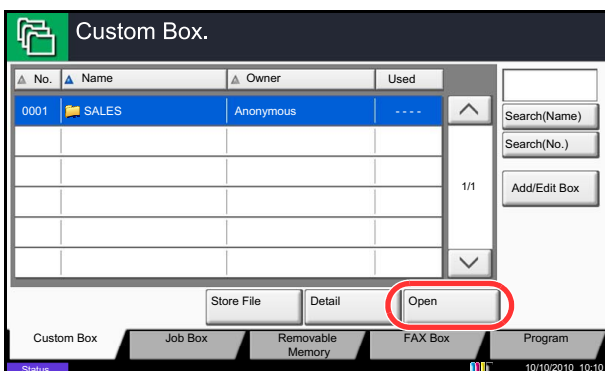 Custom Box.
No. Name Owner Used
0001 SALES Anonymous ----
Search(Name)
Search(No.)
1/1
Add/Edit Box
Store File Detail Open
Custom Box Job Box Removable Memory FAX Box Program
Status 10/10/2010 10:10